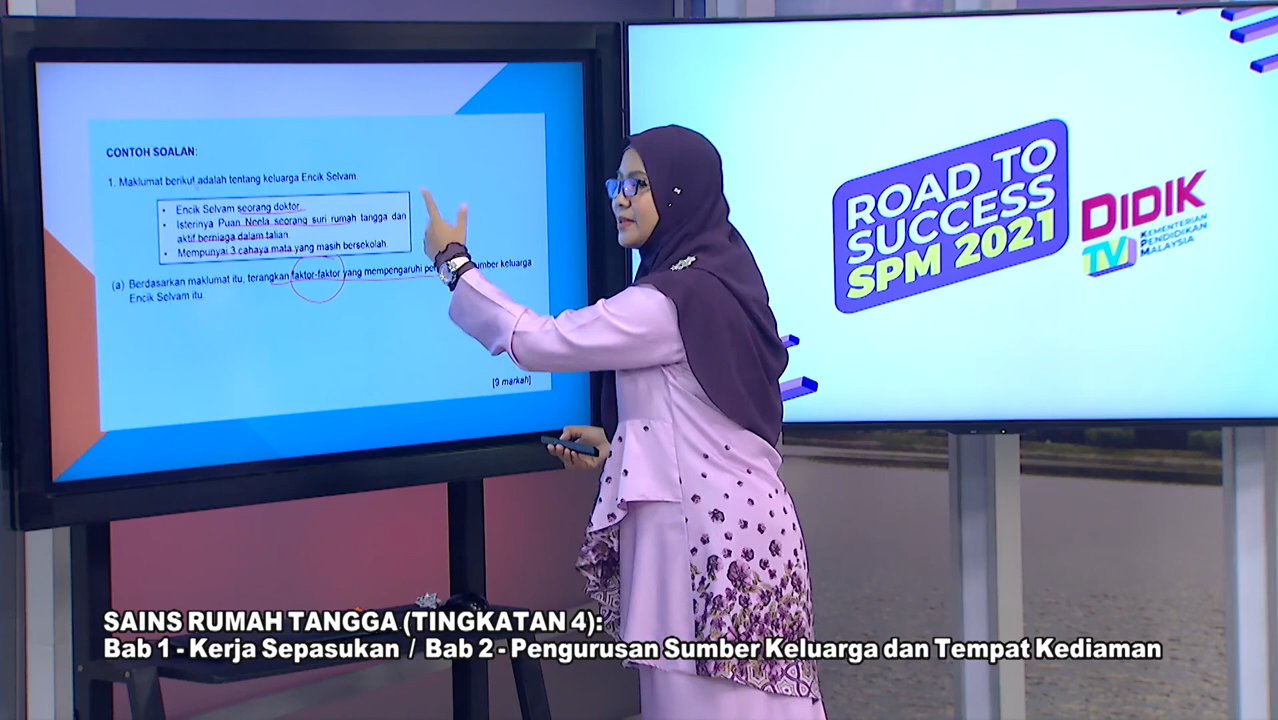 CONTOH SOALAN:
1. Maklumat berikut adalah tentang keluarga Encik Selvam.
• Encik Selvam seorang doktor.
• Isterinya Puan Neela seorang suri rumah tangga dan
aktif berniaga dalam talian.
• Mempunyai 3 cahaya mata yang masih bersekolah.
(a) Berdasarkan maklumat itu, terangkan faktor-faktor yang mempengaruhi sumber keluarga
Encik Selvam itu.
[9 markah]
ROAD TO
SUCCESS
SPM 2021
DIDIK
TV
KEMENTERIAN
PENDIDIKAN
MALAYSIA
SAINS RUMAH TANGGA (TINGKATAN 4):
Bab 1 - Kerja Sepasukan / Bab 2 - Pengurusan Sumber Keluarga dan Tempat Kediaman